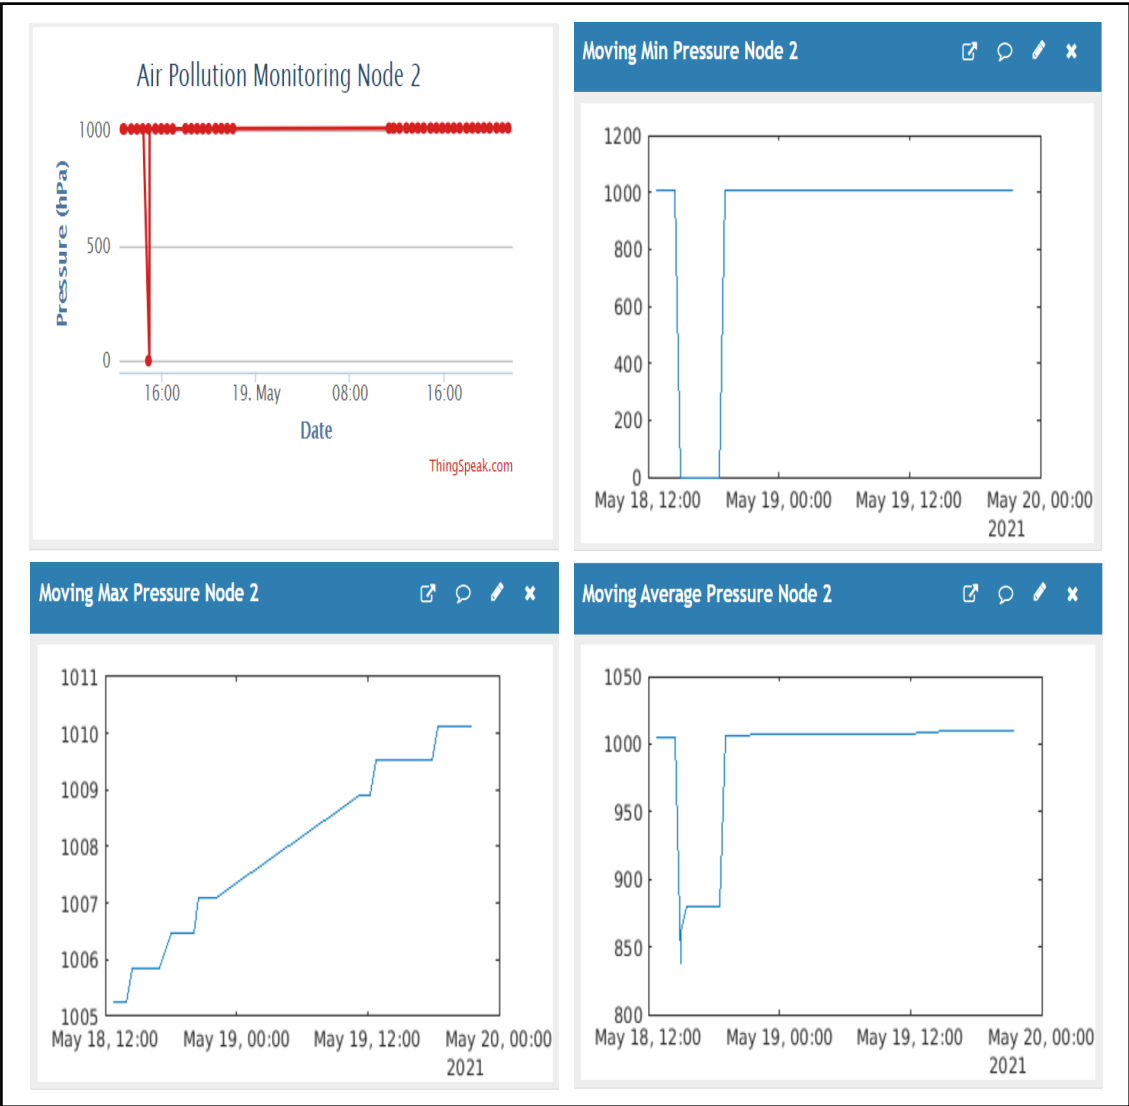 Air Pollution Monitoring Node 2
Pressure (hPa)
1000
500
0
16:00 19. May 08:00 16:00
Date
ThingSpeak.com
Moving Min Pressure Node 2
1200
1000
800
600
400
200
0
May 18, 12:00 May 19, 00:00 May 19, 12:00 May 20, 00:00
2021
Moving Max Pressure Node 2
1011
1010
1009
1008
1007
1006
1005
May 18, 12:00 May 19, 00:00 May 19, 12:00 May 20, 00:00
2021
Moving Average Pressure Node 2
1050
1000
950
900
850
800
May 18, 12:00 May 19, 00:00 May 19, 12:00 May 20, 00:00
2021